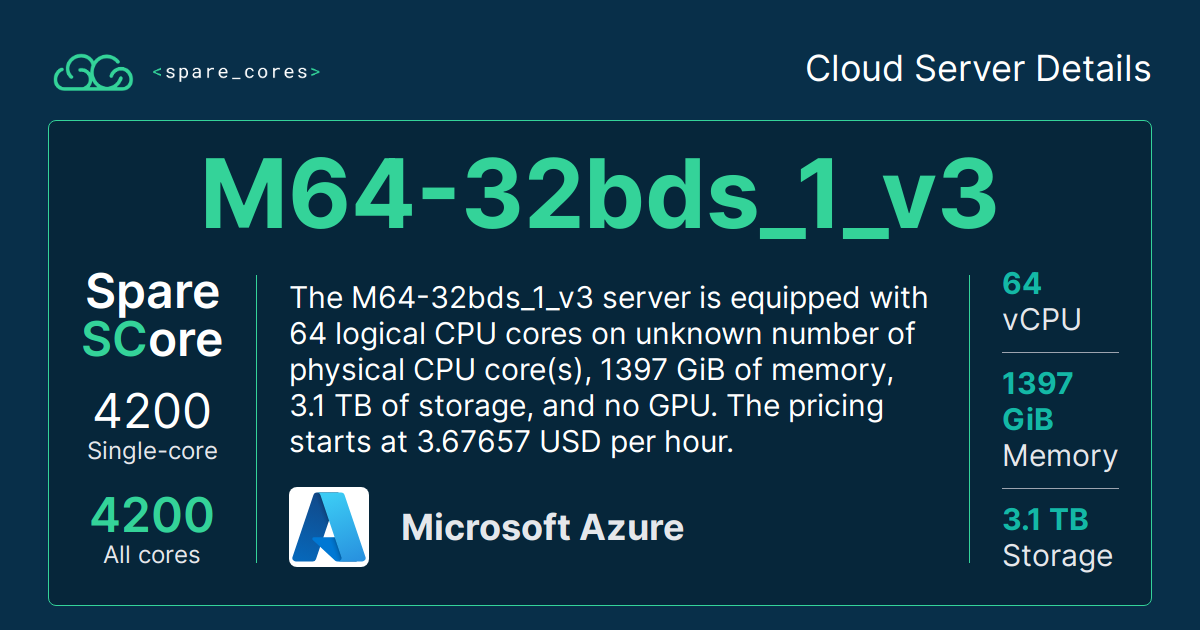 <spare_cores>
Cloud Server Details
M64-32bds_1_v3
Spare
SCore
4200
Single-core
4200
All cores
The M64-32bds_1_v3 server is equipped with
64 logical CPU cores on unknown number of
physical CPU core(s), 1397 GiB of memory,
3.1 TB of storage, and no GPU. The pricing
starts at 3.67657 USD per hour.
Microsoft Azure
64
vCPU
1397
GiB
Memory
3.1 TB
Storage